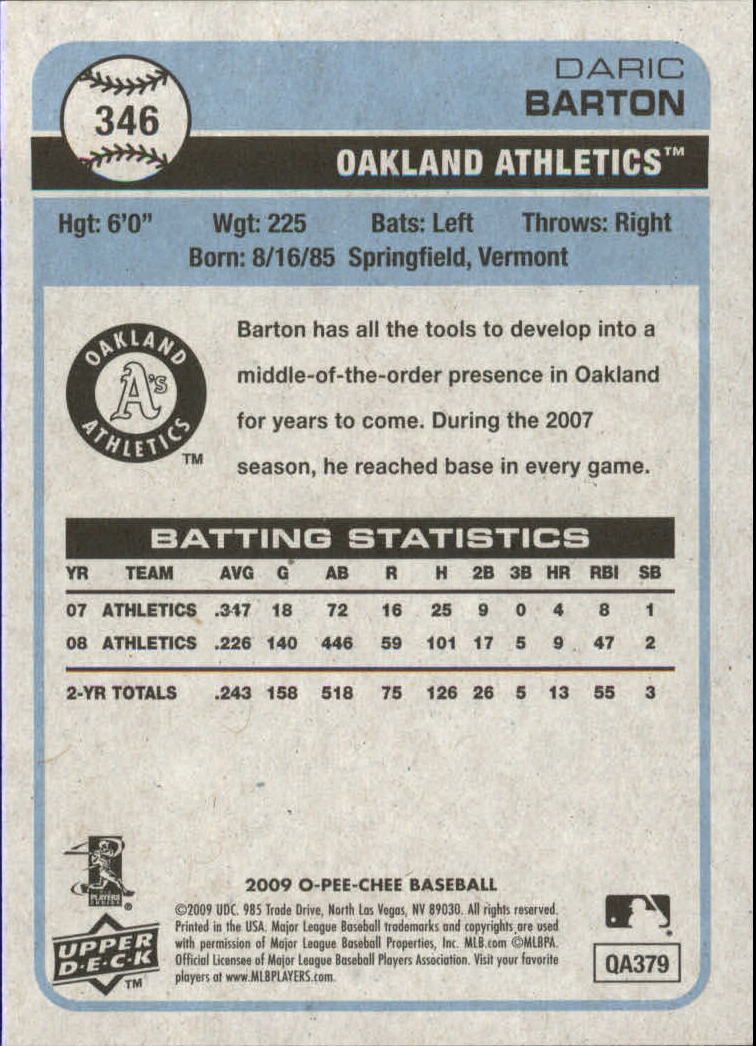 346
DARIC
BARTON
OAKLAND ATHLETICS™
Hgt: 6'0" Wgt: 225 Bats: Left Throws: Right
Born: 8/16/85 Springfield, Vermont
OAKLAND
A's
ATHLETICS
TM
Barton has all the tools to develop into a
middle-of-the-order presence in Oakland
for years to come. During the 2007
season, he reached base in every game.
BATTING STATISTICS
YR TEAM AVG G AB R H 2B 3B HR RBI SB
07 ATHLETICS .347 18 72 16 25 9 0 4 8 1
08 ATHLETICS .226 140 446 59 101 17 5 9 47 2
2-YR TOTALS .243 158 518 75 126 26 5 13 55 3
PLAYERS
®
UPPER
D·E·C·K
TM
2009 O-PEE-CHEE BASEBALL
©2009 UDC. 985 Trade Drive, North Las Vegas, NV 89030. All rights reserved.
Printed in the USA. Major League Baseball trademarks and copyrights are used
with permission of Major League Baseball Properties, Inc. MLB.com ©MLBPA.
Official Licensee of Major League Baseball Players Association. Visit your favorite
players at www.MLBPLAYERS.com.
QA379